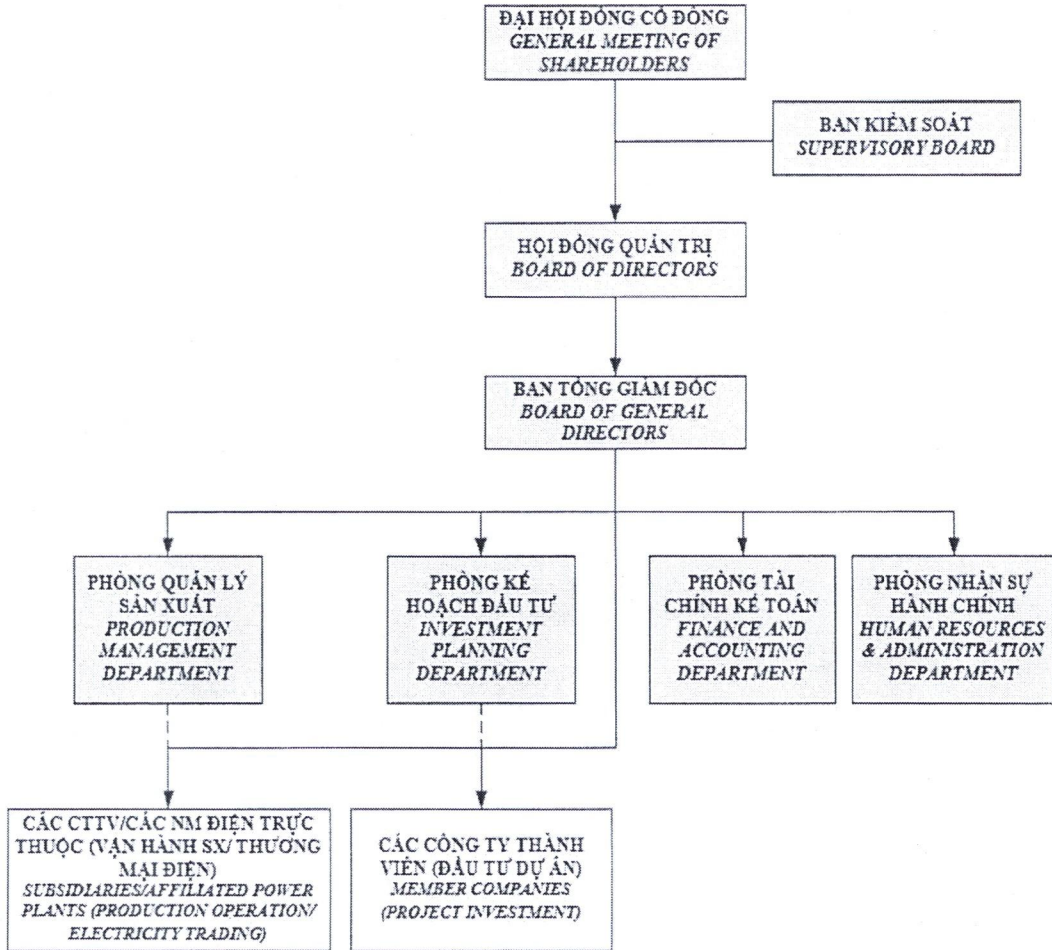 ĐẠI HỘI ĐỒNG CỔ ĐÔNG
GENERAL MEETING OF
SHAREHOLDERS
BAN KIỂM SOÁT
SUPERVISORY BOARD
HỘI ĐỒNG QUẢN TRỊ
BOARD OF DIRECTORS
BAN TỔNG GIÁM ĐỐC
BOARD OF GENERAL
DIRECTORS
PHÒNG QUẢN LÝ
SẢN XUẤT
PRODUCTION
MANAGEMENT
DEPARTMENT
PHÒNG KẾ
HOẠCH ĐẦU TƯ
INVESTMENT
PLANNING
DEPARTMENT
PHÒNG TÀI
CHÍNH KẾ TOÁN
FINANCE AND
ACCOUNTING
DEPARTMENT
PHÒNG NHÂN SỰ
HÀNH CHÍNH
HUMAN RESOURCES
& ADMINISTRATION
DEPARTMENT
CÁC CTTV/CÁC NM ĐIỆN TRỰC
THUỘC (VẬN HÀNH SX/ THƯƠNG
MẠI ĐIỆN)
SUBSIDIARIES/AFFILIATED POWER
PLANTS (PRODUCTION OPERATION/
ELECTRICITY TRADING)
CÁC CÔNG TY THÀNH
VIÊN (ĐẦU TƯ DỰ ÁN)
MEMBER COMPANIES
(PROJECT INVESTMENT)